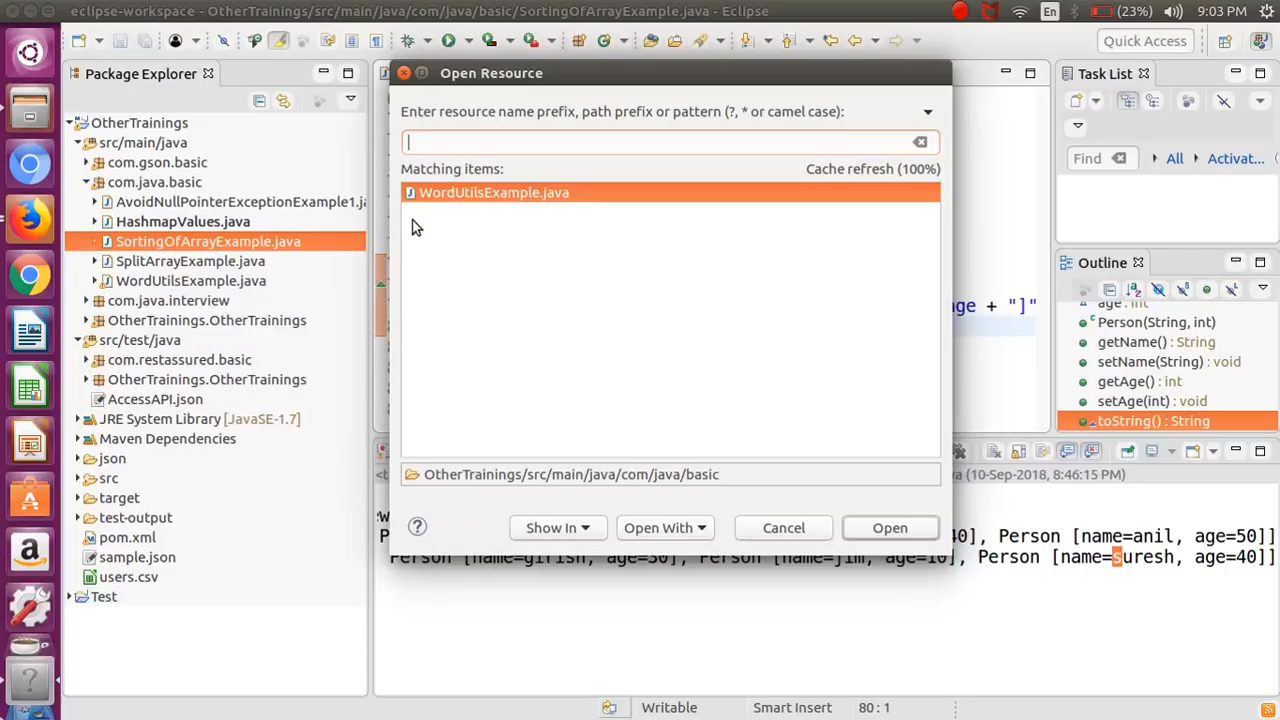 eclipse-workspace - OtherTrainings/src/main/java/com/java/basic/SortingOfArrayExample.java - Eclipse
En (23%) 9:03 PM
Quick Access
Package Explorer
OtherTrainings
src/main/java
com.gson.basic
com.java.basic
AvoidNullPointerExceptionExample1.ja
HashmapValues.java
SortingOfArrayExample.java
SplitArrayExample.java
WordUtilsExample.java
com.java.interview
OtherTrainings.OtherTrainings
src/test/java
com.restassured.basic
OtherTrainings.OtherTrainings
AccessAPI.json
JRE System Library [JavaSE-1.7]
Maven Dependencies
json
src
target
test-output
pom.xml
sample.json
users.csv
Test
Open Resource
Enter resource name prefix, path prefix or pattern (?, * or camel case):
Matching items: Cache refresh (100%)
WordUtilsExample.java
OtherTrainings/src/main/java/com/java/basic
Show In Open With Cancel Open
age + "]"
Task List
Find All Activat...
Outline
age: int
Person(String, int)
getName() : String
setName(String) : void
getAge() : int
setAge(int) : void
toString() : String
(10-Sep-2018, 8:46:15 PM)
40], Person [name=anil, age=50]]
Person [name=girish, age=30], Person [name=jim, age=10], Person [name=suresh, age=40]]
Writable Smart Insert 80 : 1